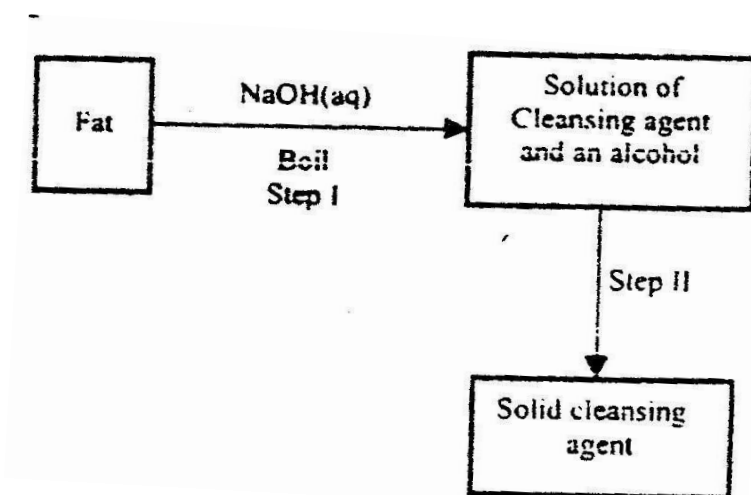 Fat
NaOH(aq)
Boil
Step I
Solution of
Cleansing agent
and an alcohol
Step II
Solid cleansing
agent